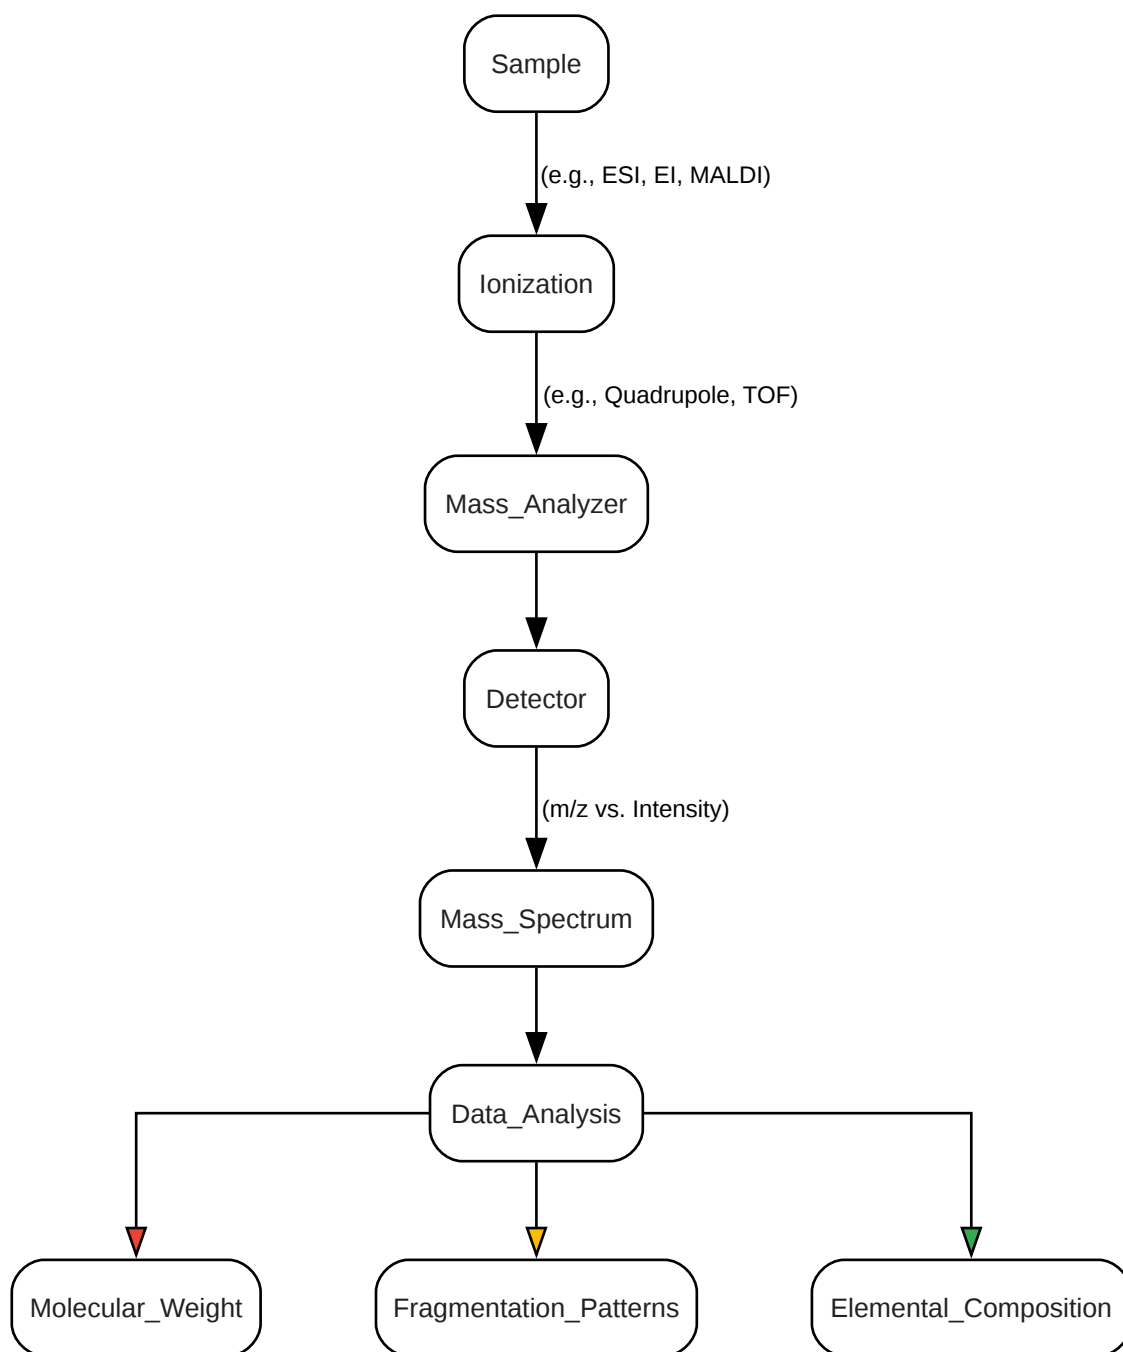 Sample
(e.g., ESI, EI, MALDI)
Ionization
(e.g., Quadrupole, TOF)
Mass_Analyzer
Detector
(m/z vs. Intensity)
Mass_Spectrum
Data_Analysis
Molecular_Weight
Fragmentation_Patterns
Elemental_Composition